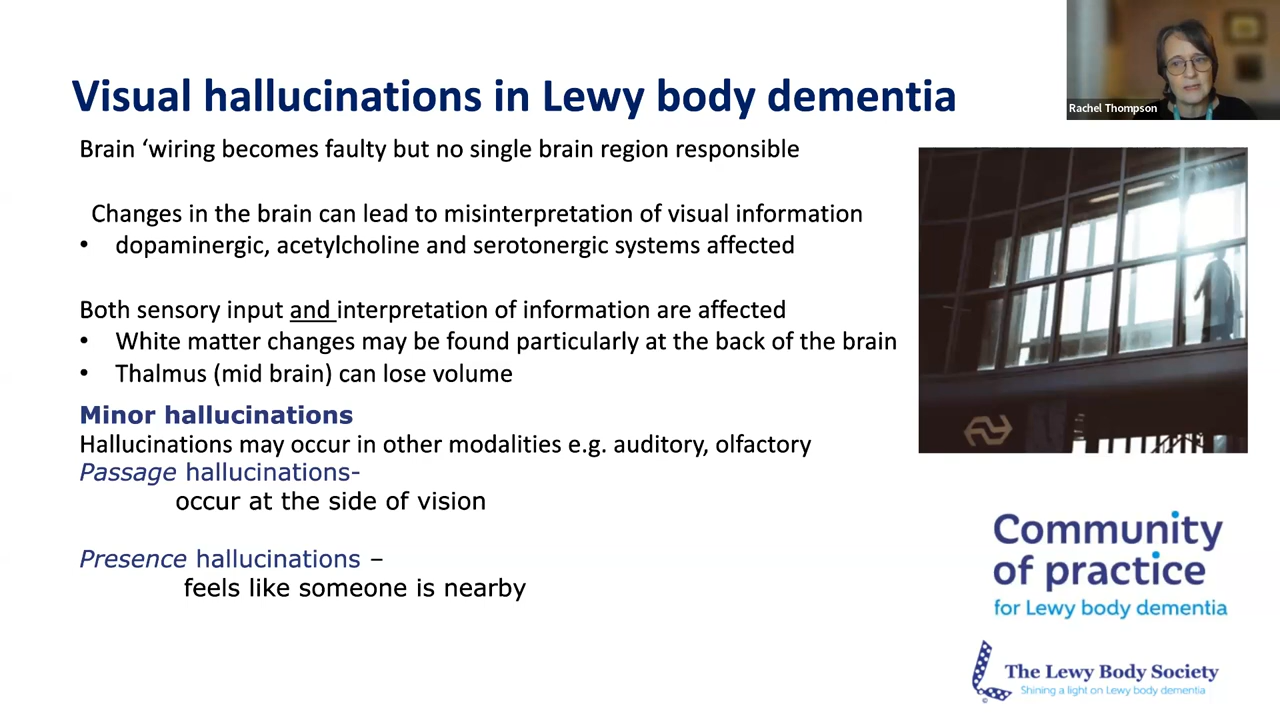 Visual hallucinations in Lewy body dementia
Rachel Thompson
Brain ‘wiring becomes faulty but no single brain region responsible
Changes in the brain can lead to misinterpretation of visual information
• dopaminergic, acetylcholine and serotonergic systems affected
Both sensory input and interpretation of information are affected
• White matter changes may be found particularly at the back of the brain
• Thalmus (mid brain) can lose volume
Minor hallucinations
Hallucinations may occur in other modalities e.g. auditory, olfactory
Passage hallucinations-
occur at the side of vision
Presence hallucinations –
feels like someone is nearby
Community
of practice
for Lewy body dementia
The Lewy Body Society
Shining a light on Lewy body dementia